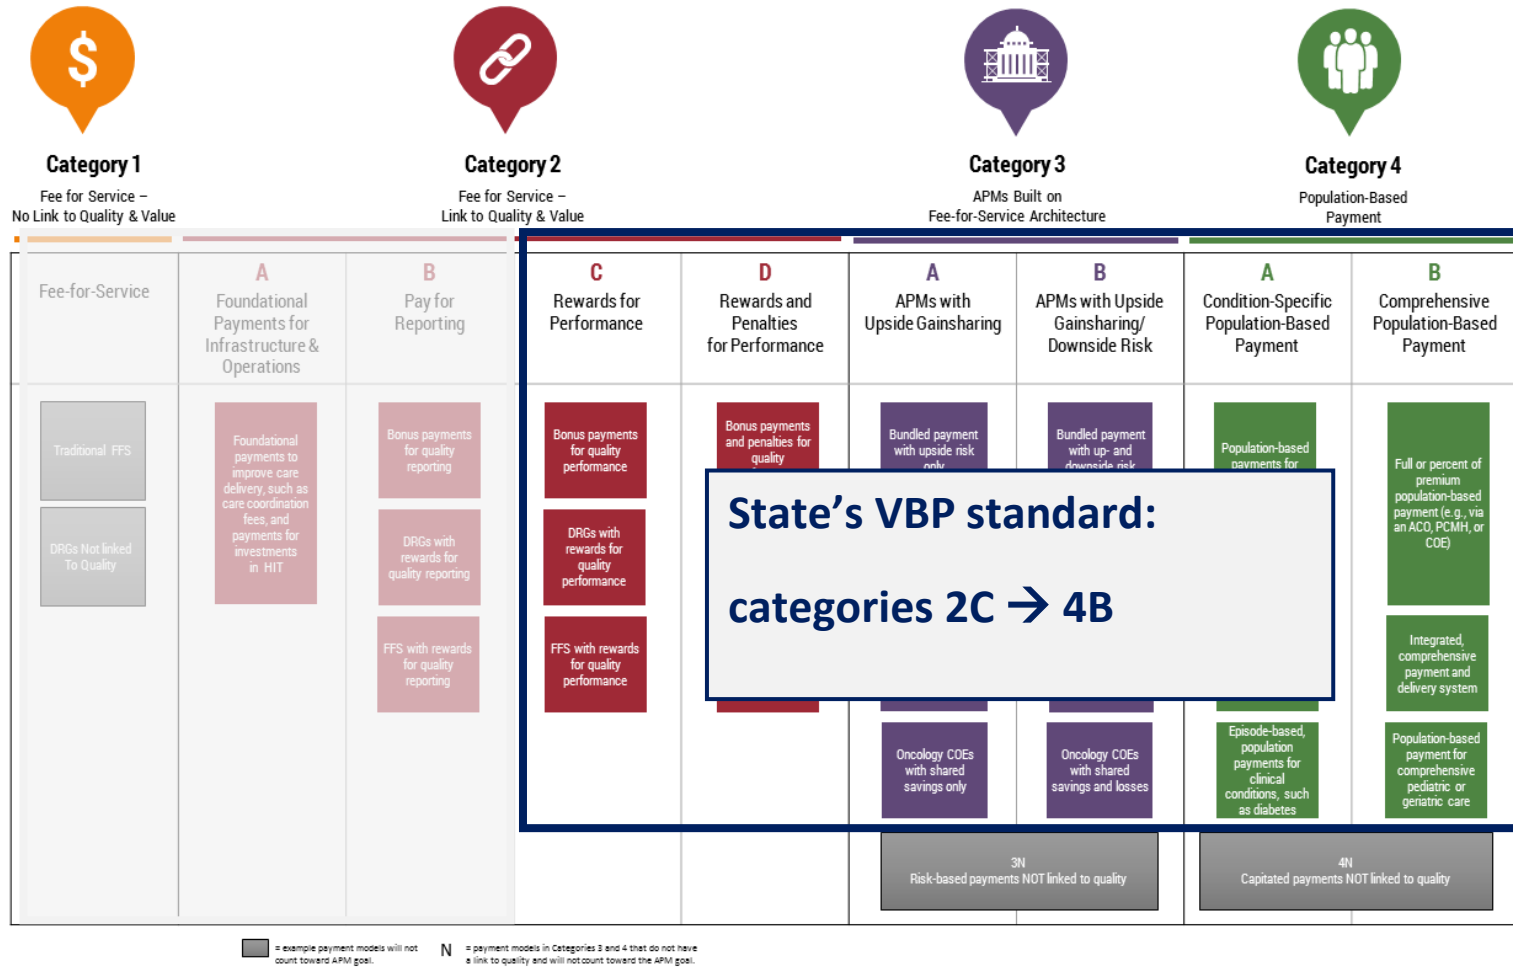 $
Category 1
Fee for Service –
No Link to Quality & Value
Category 2
Fee for Service –
Link to Quality & Value
Category 3
APMs Built on
Fee-for-Service Architecture
Category 4
Population-Based
Payment
Fee-for-Service
A
Foundational
Payments for
Infrastructure &
Operations
B
Pay for
Reporting
C
Rewards for
Performance
D
Rewards and
Penalties
for Performance
A
APMs with
Upside Gainsharing
B
APMs with Upside
Gainsharing/
Downside Risk
A
Condition-Specific
Population-Based
Payment
B
Comprehensive
Population-Based
Payment
Traditional FFS
DRGs Not linked
To Quality
Foundational
payments to
improve care
delivery, such as
care coordination
fees, and
payments for
investments
in HIT
Bonus payments
for quality
reporting
DRGs with
rewards for
quality reporting
FFS with rewards
for quality
reporting
Bonus payments
for quality
performance
DRGs with
rewards for
quality
performance
FFS with rewards
for quality
performance
Bonus payments
and penalties for
quality
Bundled payment
with upside risk
only
Oncology COEs
with shared
savings only
Bundled payment
with up- and
downside risk
Oncology COEs
with shared
savings and losses
Population-based
payments for
Episode-based,
population
payments for
clinical
conditions, such
as diabetes
Full or percent of
premium
population-based
payment (e.g., via
an ACO, PCMH, or
COE)
Integrated,
comprehensive
payment and
delivery system
Population-based
payment for
comprehensive
pediatric or
geriatric care
State's VBP standard:
categories 2C → 4B
3N
Risk-based payments NOT linked to quality
4N
Capitated payments NOT linked to quality
= example payment models will not
count toward APM goal.
N = payment models in Categories 3 and 4 that do not have
a link to quality and will not count toward the APM goal.